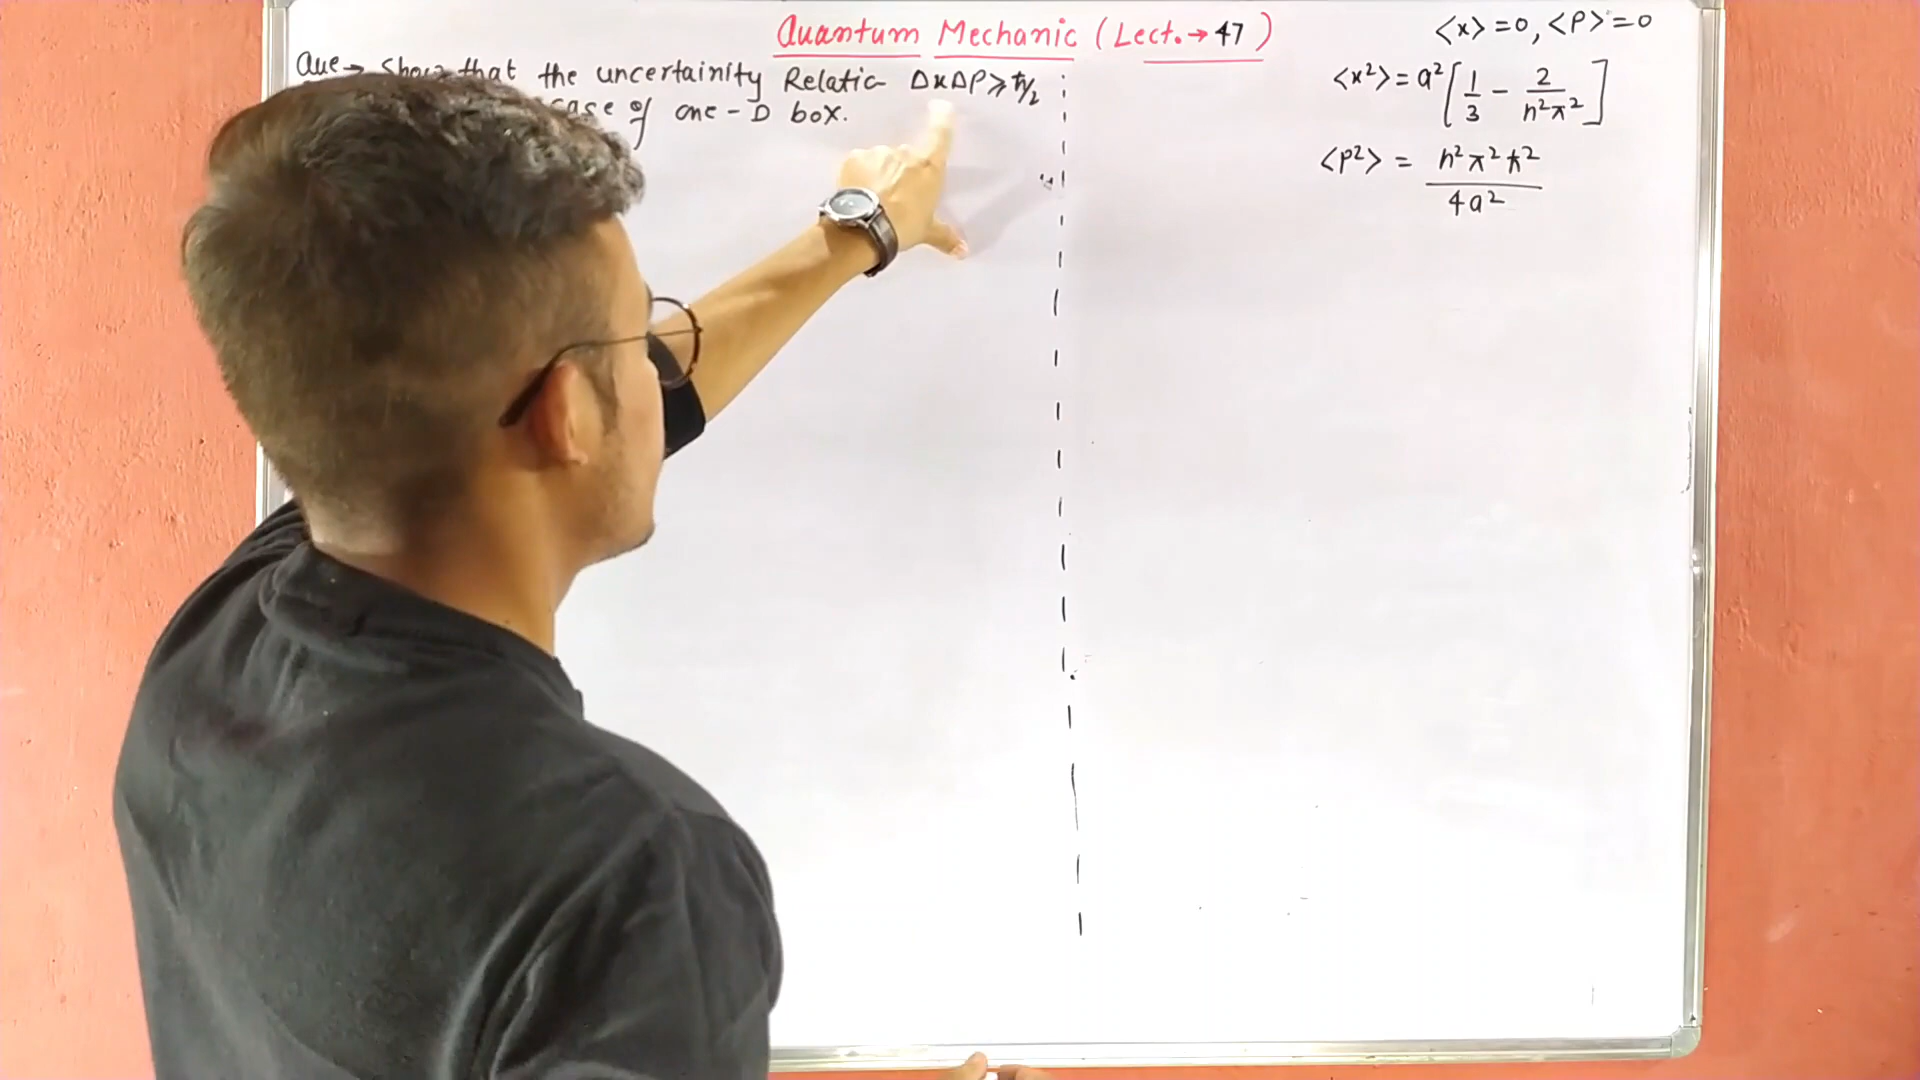 Quantum Mechanic (Lect.→47)
Que→ Show that the uncertainity Relatic ΔxΔP≥ħ/2
case of one-D box.
<x>=0, <P>=0
<x²>= a²[1/3 - 2/n²π²]
<P²> = n²π²ħ²/4a²